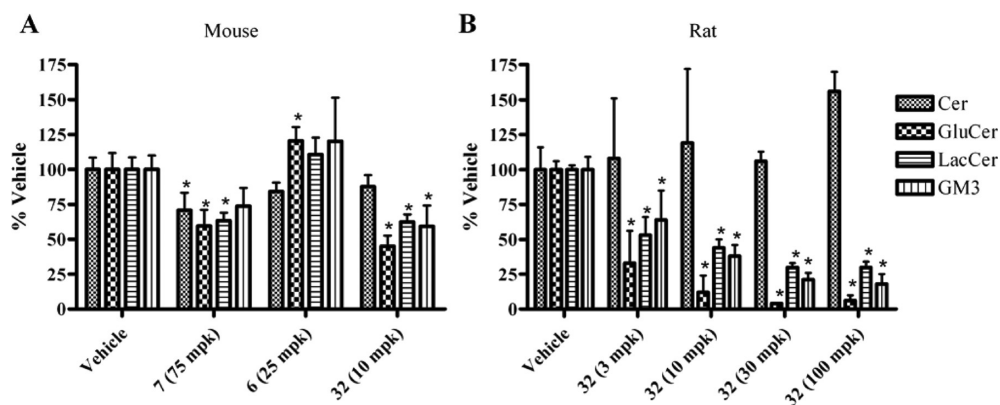 A
Mouse
% Vehicle
175
150
125
100
75
50
25
0
* * * * * * *
Vehicle
7 (75 mpk)
6 (25 mpk)
32 (10 mpk)
B
Rat
% Vehicle
175
150
125
100
75
50
25
0
* * * * * * * * * * * *
Vehicle
32 (3 mpk)
32 (10 mpk)
32 (30 mpk)
32 (100 mpk)
Cer
GluCer
LacCer
GM3